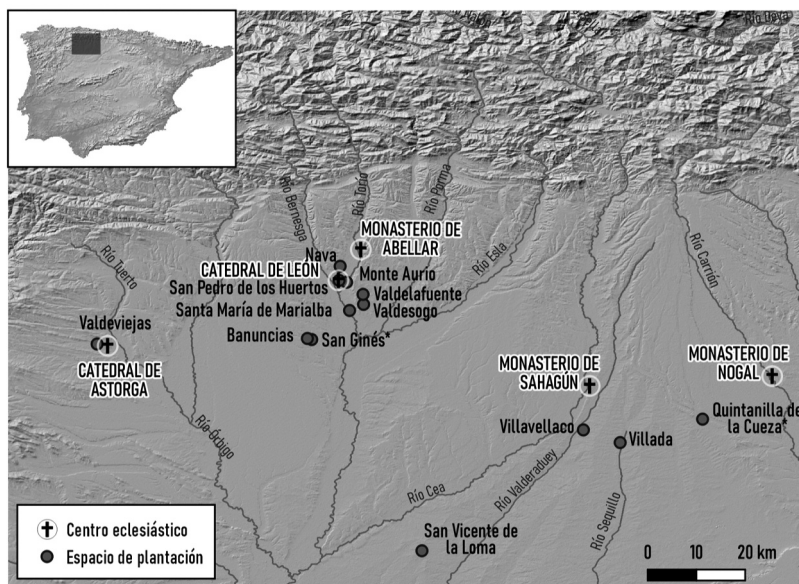 Río Bernesga
Río Torío
Río Porma
MONASTERIO DE
ABELLAR
Nava
CATEDRAL DE LEÓN
Monte Aurio
San Pedro de los Huertos
Valdelafuente
Santa María de Marialba
Valdesogo
Río Esla
Río Carrión
Río Tuerto
Valdeviejas
CATEDRAL DE
ASTORGA
Banuncias
San Ginés*
MONASTERIO DE
SAHAGÚN
MONASTERIO DE
NOGAL
Río Órbigo
Villavellaco
Villada
Quintanilla de
la Cueza*
Río Cea
Río Valderaduey
Río Sequillo
San Vicente de
la Loma
Centro eclesiástico
Espacio de plantación
0 10 20 km